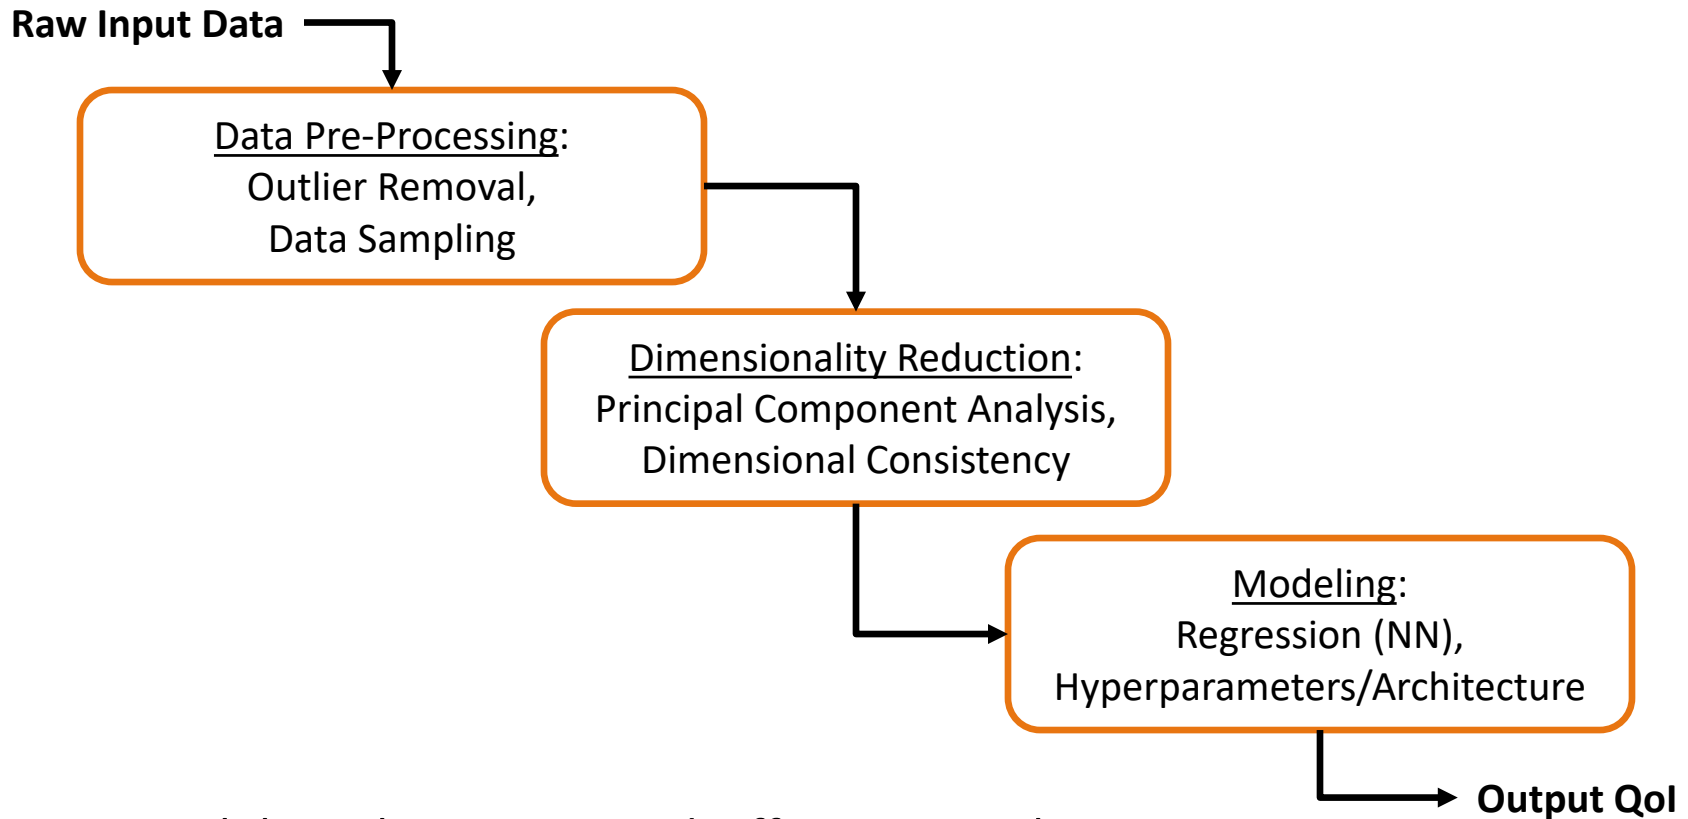 Raw Input Data
Data Pre-Processing:
Outlier Removal,
Data Sampling
Dimensionality Reduction:
Principal Component Analysis,
Dimensional Consistency
Modeling:
Regression (NN),
Hyperparameters/Architecture
Output QoI